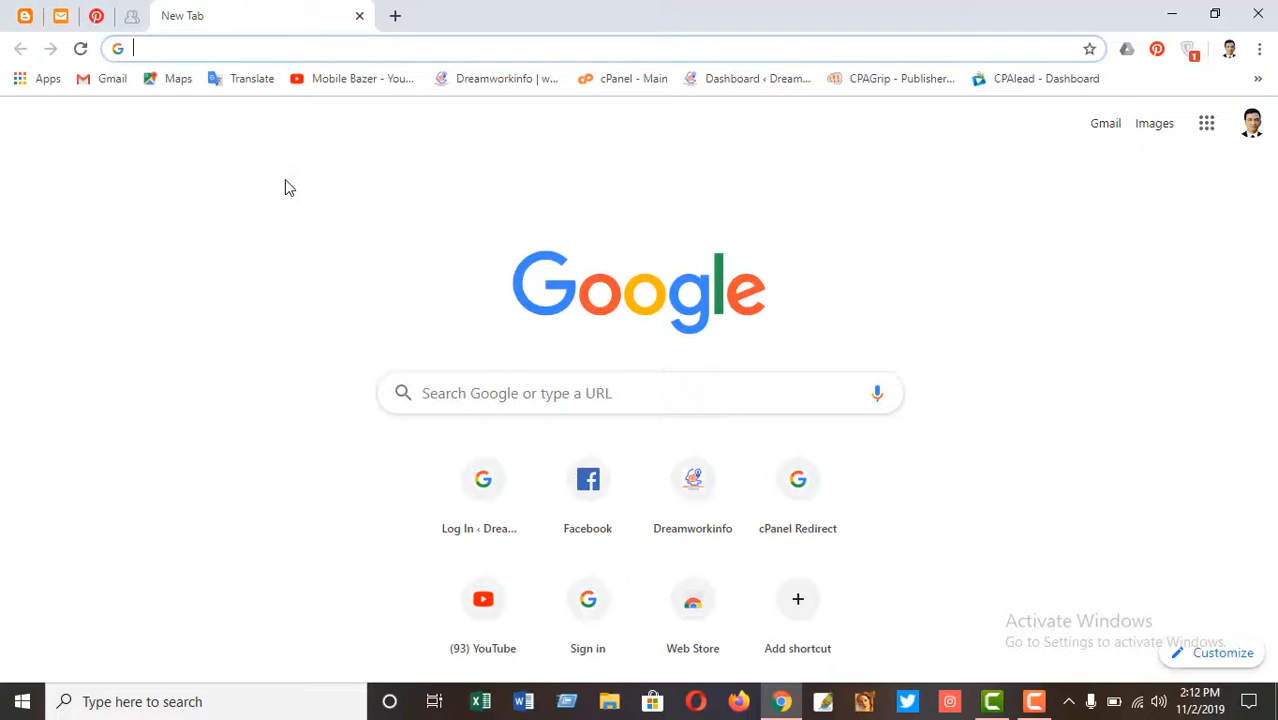 New Tab
Apps Gmail Maps Translate Mobile Bazer - You... Dreamworkinfo | w... cPanel - Main Dashboard ‹ Dream... CPAGrip - Publisher... CPAlead - Dashboard »
1
Gmail Images
Google
Search Google or type a URL
Log In ‹ Drea... Facebook Dreamworkinfo cPanel Redirect
(93) YouTube Sign in Web Store Add shortcut
Activate Windows
Go to Settings to activate Windows.
Customize
Type here to search
2:12 PM
11/2/2019